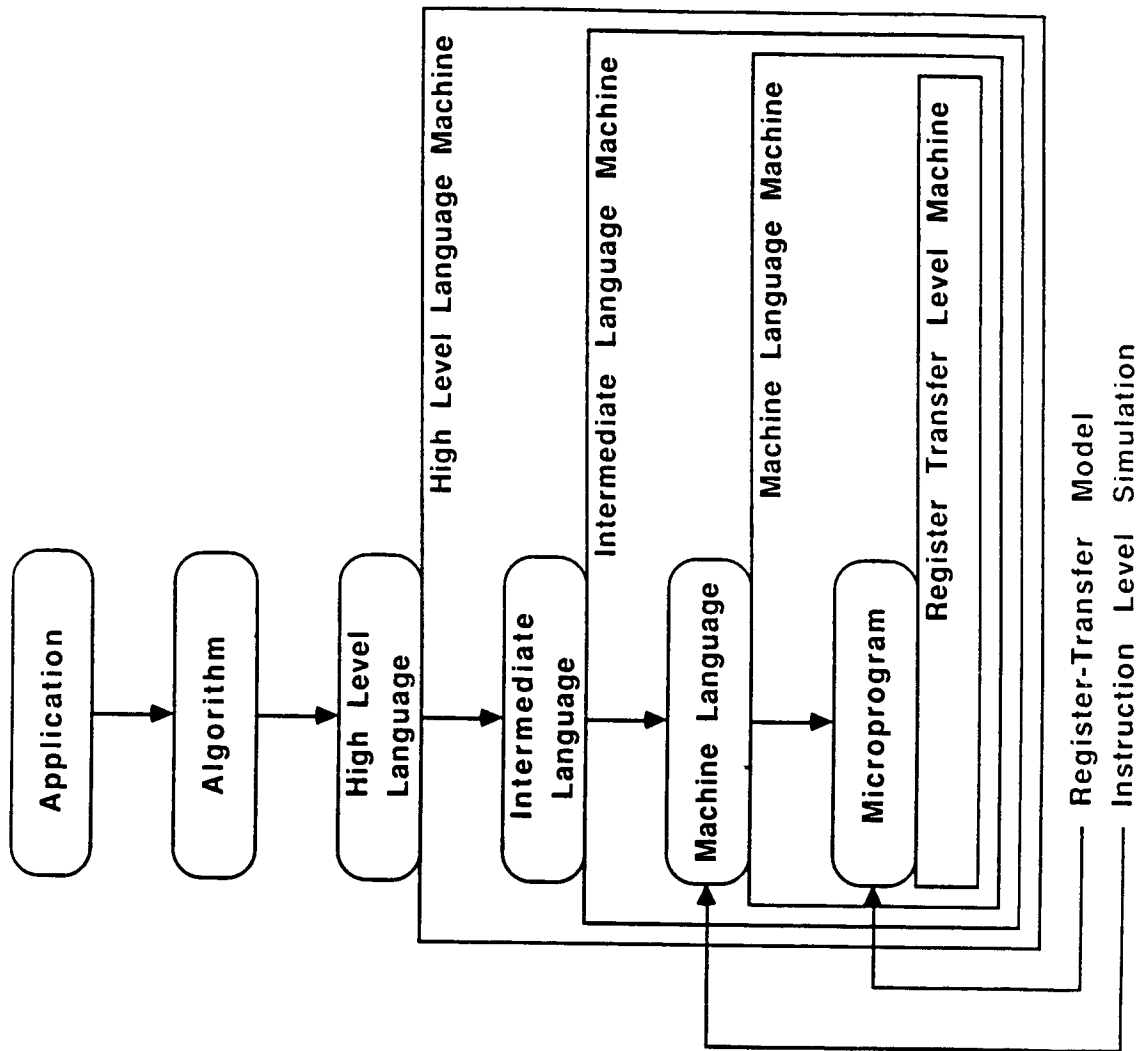 Application
Algorithm
High Level
Language
High Level Language Machine
Intermediate
Language
Intermediate Language Machine
Machine Language
Machine Language Machine
Microprogram
Register Transfer Level Machine
Register-Transfer Model
Instruction Level Simulation